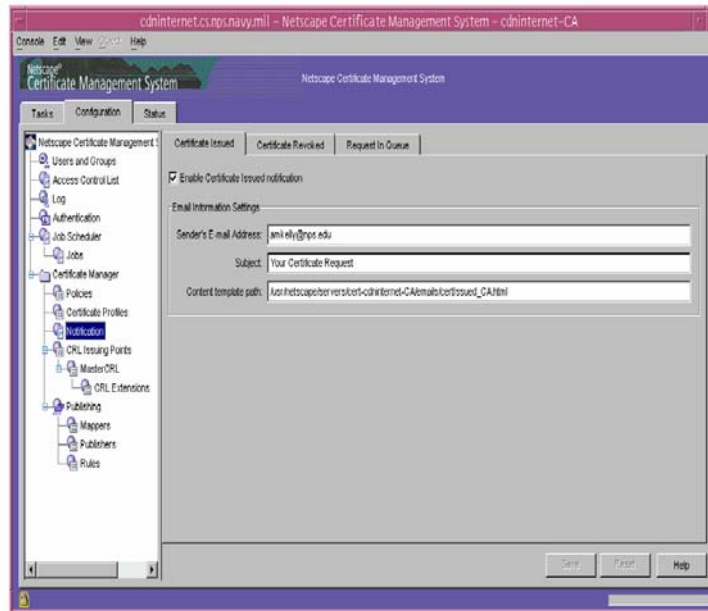 cdninternet.cs.nps.navy.mil - Netscape Certificate Management System - cdninternet-CA
Console Edit View Object Help
Netscape®
Certificate Management System
Netscape Certificate Management System
Tasks Configuration Status
Netscape Certificate Management S
Users and Groups
Access Control List
Log
Authentication
Job Scheduler
Jobs
Certificate Manager
Policies
Certificate Profiles
Notification
CRL Issuing Points
MasterCRL
CRL Extensions
Publishing
Mappers
Publishers
Rules
Certificate Issued Certificate Revoked Request In Queue
Enable Certificate Issued notification
Email Information Settings
Sender's E-mail Address: amkelly@nps.edu
Subject: Your Certificate Request
Content template path: /usr/netscape/servers/cert-cdninternet-CA/emails/certIssued_CA.html
Save Reset Help